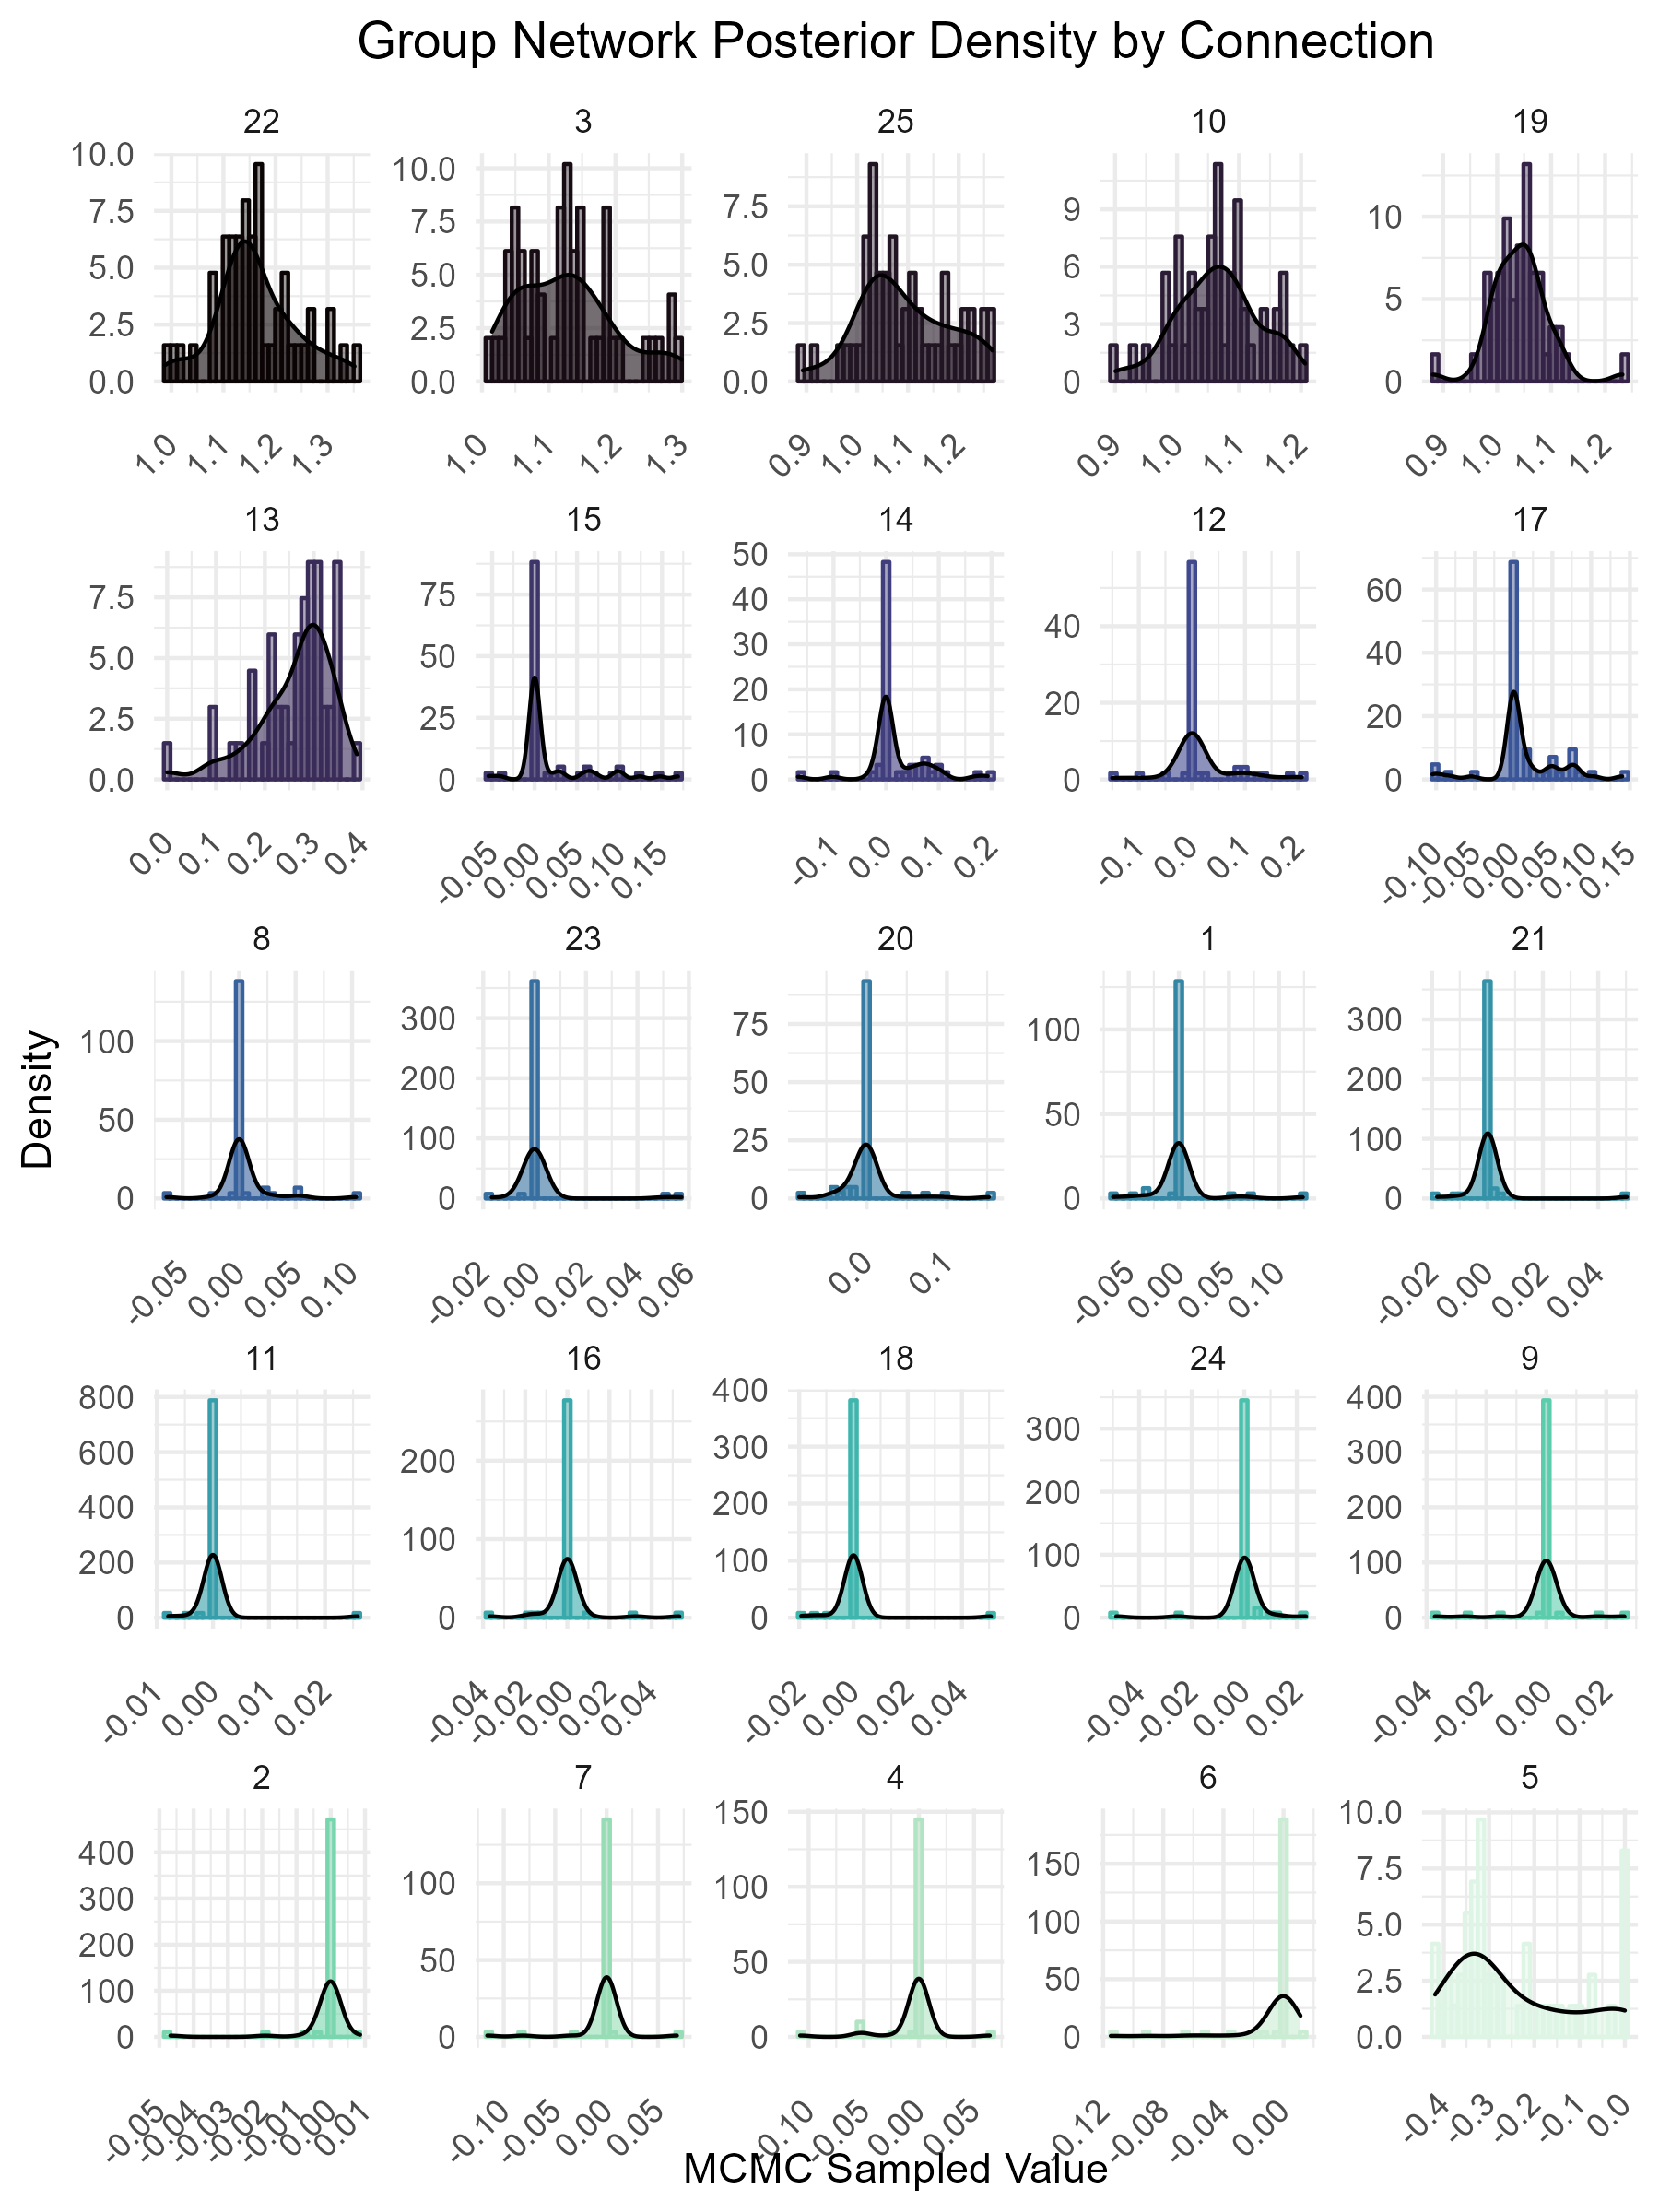 Group Network Posterior Density by Connection
22 3 25 10 19
10.0 7.5 5.0 2.5 0.0
10.0 7.5 5.0 2.5 0.0
7.5 5.0 2.5 0.0
9 6 3 0
10 5 0
1.0 1.1 1.2 1.3
1.0 1.1 1.2 1.3
0.9 1.0 1.1 1.2
0.9 1.0 1.1 1.2
0.9 1.0 1.1 1.2
13 15 14 12 17
7.5 5.0 2.5 0.0
75 50 25 0
50 40 30 20 10 0
40 20 0
60 40 20 0
0.0 0.1 0.2 0.3 0.4
-0.05 0.00 0.05 0.10 0.15
-0.1 0.0 0.1 0.2
-0.1 0.0 0.1 0.2
-0.10 -0.05 0.00 0.05 0.10 0.15
8 23 20 1 21
100 50 0
300 200 100 0
75 50 25 0
100 50 0
300 200 100 0
-0.05 0.00 0.05 0.10
-0.02 0.00 0.02 0.04 0.06
0.0 0.1
-0.05 0.00 0.05 0.10
-0.02 0.00 0.02 0.04
11 16 18 24 9
800 600 400 200 0
200 100 0
400 300 200 100 0
300 200 100 0
400 300 200 100 0
-0.01 0.00 0.01 0.02
-0.04 -0.02 0.00 0.02 0.04
-0.02 0.00 0.02 0.04
-0.04 -0.02 0.00 0.02
-0.04 -0.02 0.00 0.02
2 7 4 6 5
400 300 200 100 0
100 50 0
150 100 50 0
150 100 50 0
10.0 7.5 5.0 2.5 0.0
-0.05 -0.04 -0.03 -0.02 -0.01 0.00 0.01
-0.10 -0.05 0.00 0.05
-0.10 -0.05 0.00 0.05
-0.12 -0.08 -0.04 0.00
-0.4 -0.3 -0.2 -0.1 0.0
Density
MCMC Sampled Value